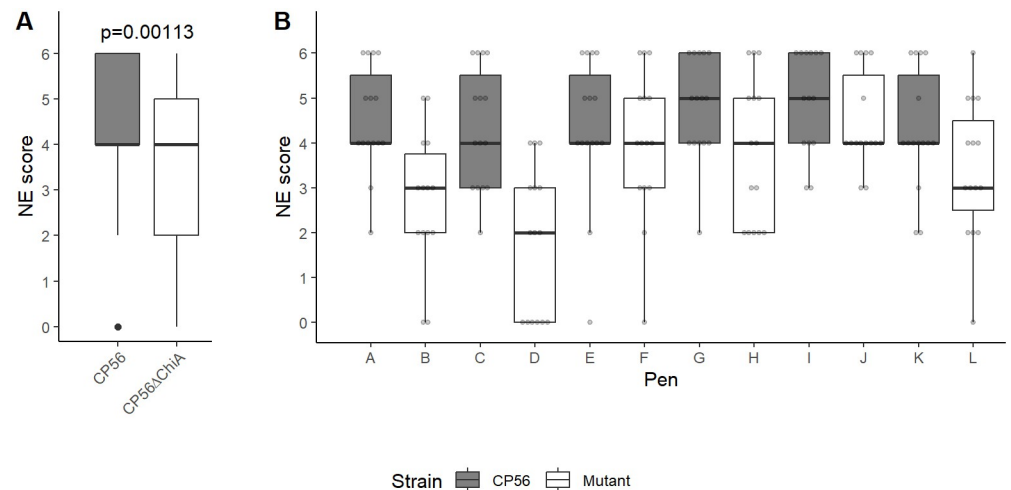 A
p=0.00113
NE score
6
5
4
3
2
1
0
CP56
CP56ΔChiA
B
NE score
6
5
4
3
2
1
0
A B C D E F G H I J K L
Pen
Strain CP56 Mutant